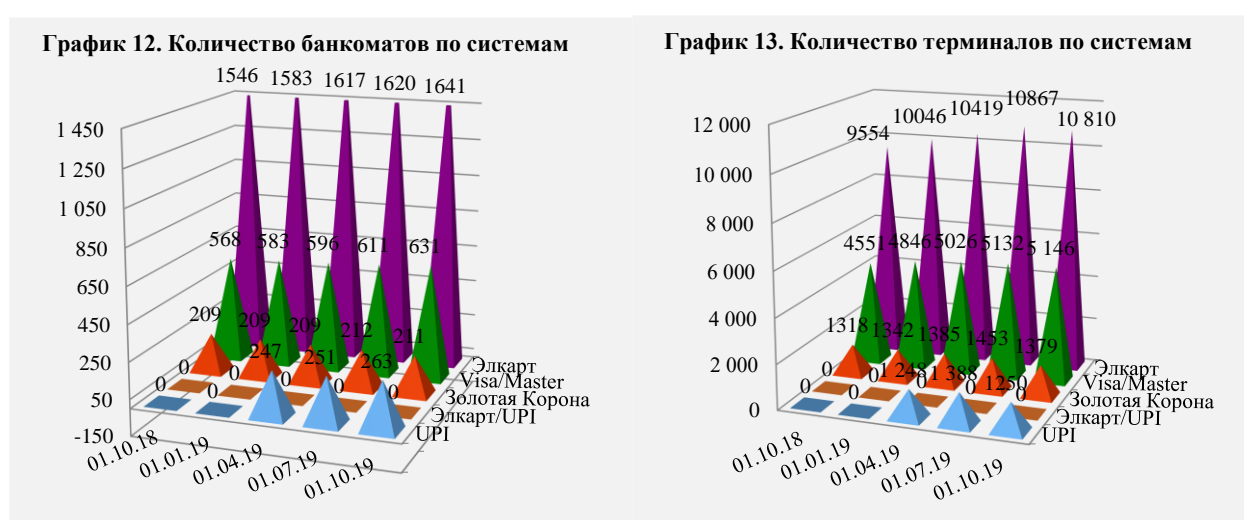 График 12. Количество банкоматов по системам
1546 1583 1617 1620 1641
1 450
1 250
1 050
850
650
450
250
50
-150
568 583 596 611 631
209 209 209 212 211
0 0 0 0 0
0 0 247 251 263
Элкарт
Visa/Master
Золотая Корона
Элкарт/UPI
UPI
01.10.18 01.01.19 01.04.19 01.07.19 01.10.19
График 13. Количество терминалов по системам
9554 10046 10419 10867 10 810
12 000
10 000
8 000
6 000
4 000
2 000
0
4551 4846 5026 5132 5 146
1318 1342 1385 1453 1379
0 0 0 0 0
0 0 1 248 1 388 1250
Элкарт
Visa/Master
Золотая Корона
Элкарт/UPI
UPI
01.10.18 01.01.19 01.04.19 01.07.19 01.10.19